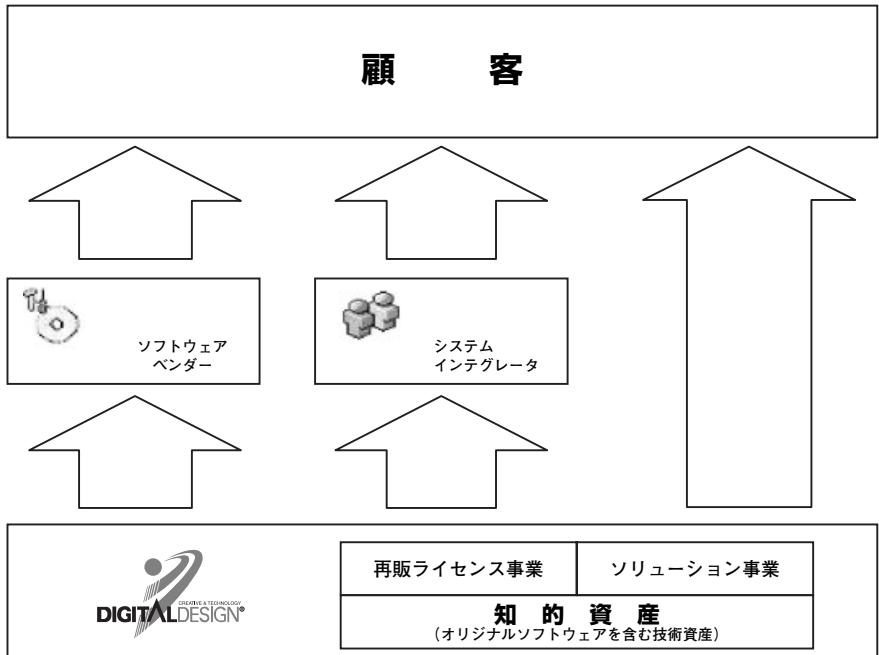 顧 客
ソフトウェア
ベンダー
システム
インテグレータ
CREATIVE & TECHNOLOGY
DIGITALDESIGN®
再販ライセンス事業
ソリューション事業
知 的 資 産
(オリジナルソフトウェアを含む技術資産)